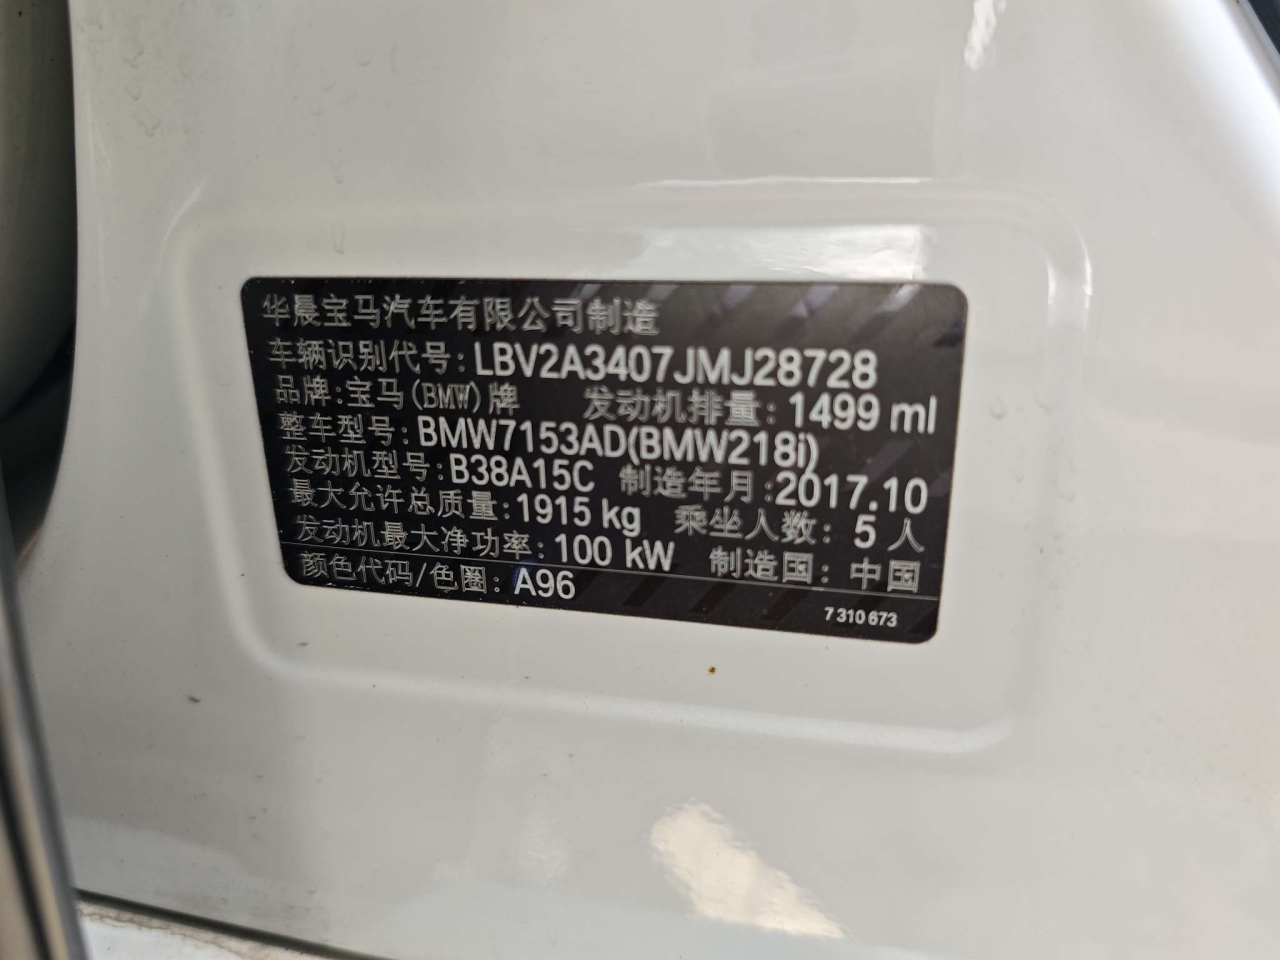 华晨宝马汽车有限公司制造
车辆识别代号: LBV2A3407JMJ28728
品牌:宝马(BMW)牌 发动机排量: 1499 ml
整车型号: BMW7153AD(BMW218i)
发动机型号: B38A15C 制造年月:2017.10
最大允许总质量: 1915 kg 乘坐人数: 5 人
发动机最大净功率: 100 kW 制造国: 中国
颜色代码/色圈: A96
7 310 673